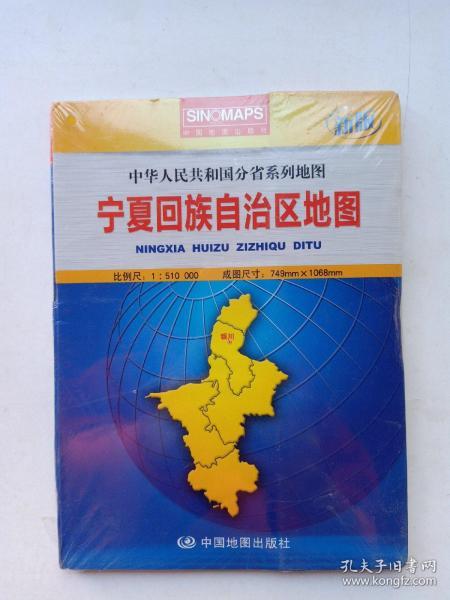 SINOMAPS
中国地图出版社
新版
中华人民共和国分省系列地图
宁夏回族自治区地图
NINGXIA HUIZU ZIZHIQU DITU
比例尺：1：510 000 成图尺寸：749mm×1068mm
银川
中国地图出版社
孔夫子旧书网
www.kongfz.com